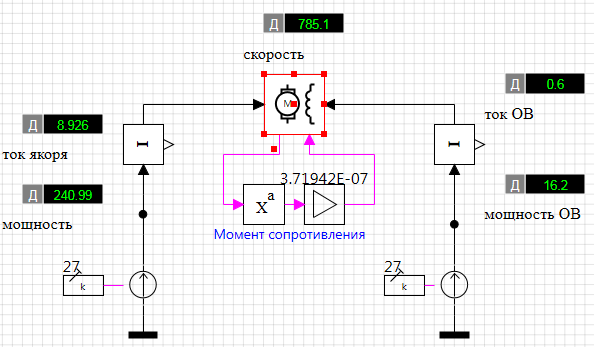 Д 785.1
скорость
Д 0.6
ток ОВ
Д 8.926
ток якоря
I
M
I
3.71942E-07
Д 240.99
мощность
Д 16.2
мощность ОВ
X a
Момент сопротивления
27
k
27
k